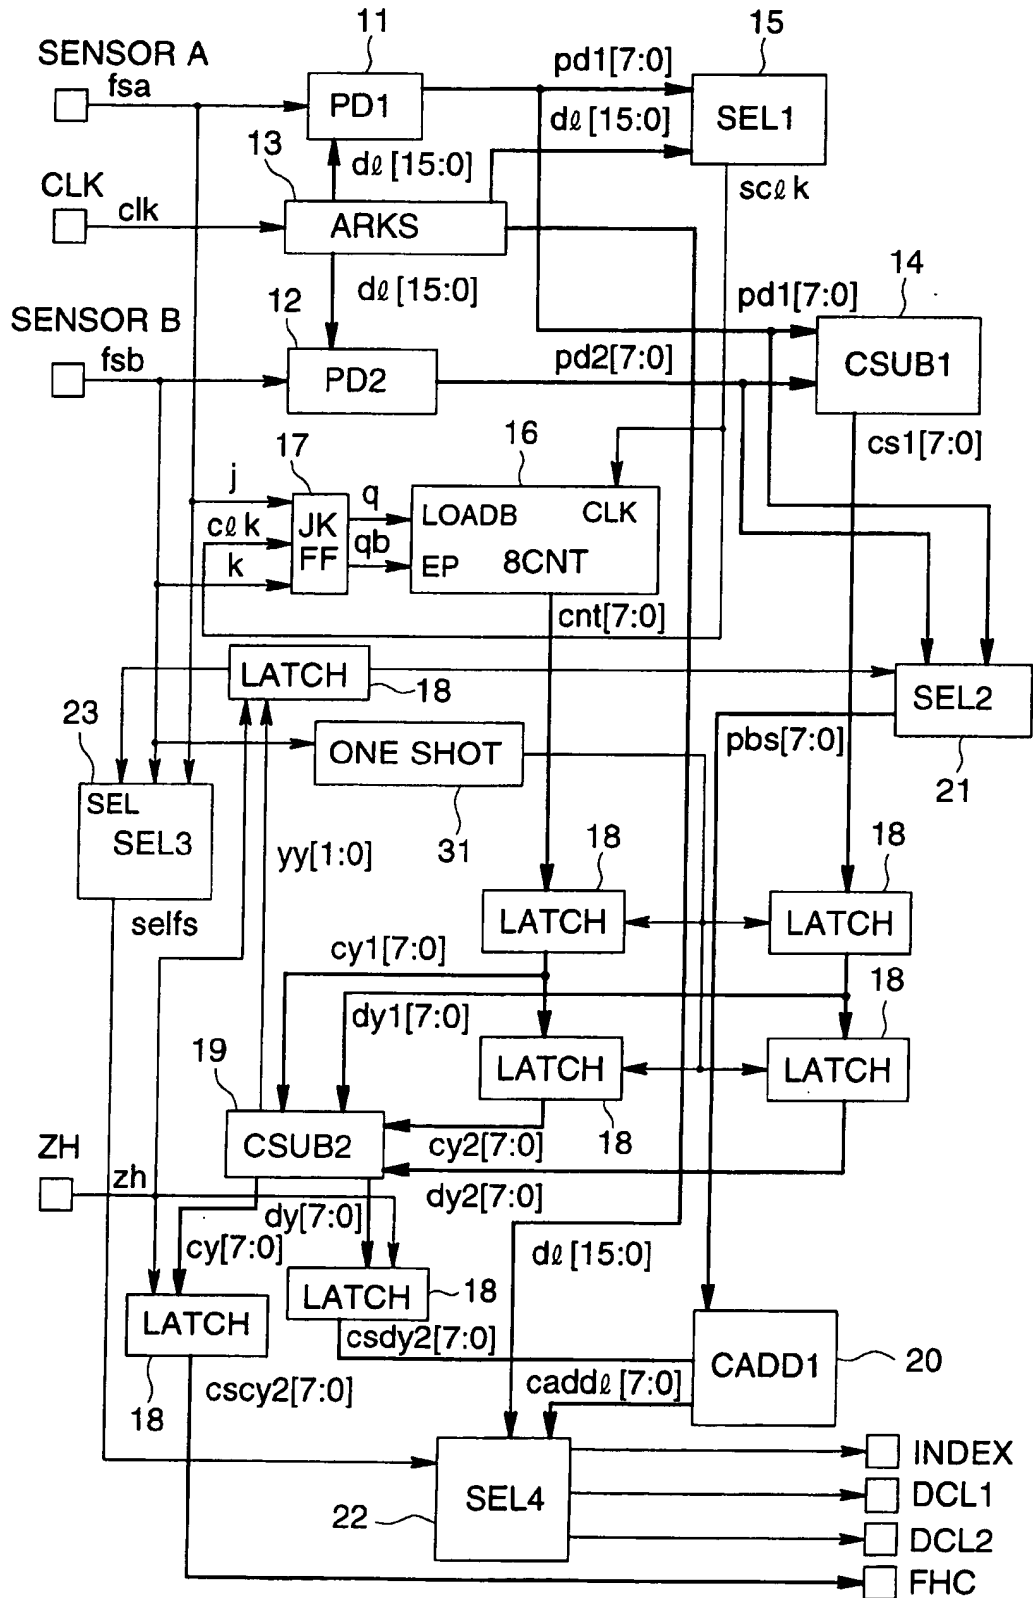 11
15
SENSOR A
fsa
PD1
pd1[7:0]
SEL1
dℓ[15:0]
13
dℓ[15:0]
CLK
clk
ARKS
scℓk
dℓ[15:0]
14
pd1[7:0]
12
SENSOR B
fsb
PD2
pd2[7:0]
CSUB1
16
cs1[7:0]
17
j
q
cℓk
JK
FF
qb
k
LOADB
CLK
EP
8CNT
cnt[7:0]
LATCH
18
SEL2
23
ONE SHOT
pbs[7:0]
21
SEL
SEL3
31
yy[1:0]
18
18
selfs
LATCH
LATCH
cy1[7:0]
18
dy1[7:0]
19
LATCH
LATCH
CSUB2
cy2[7:0]
18
ZH
zh
dy2[7:0]
dy[7:0]
cy[7:0]
dℓ[15:0]
LATCH
18
LATCH
csdy2[7:0]
CADD1
20
18
cscy2[7:0]
caddℓ[7:0]
SEL4
22
INDEX
DCL1
DCL2
FHC